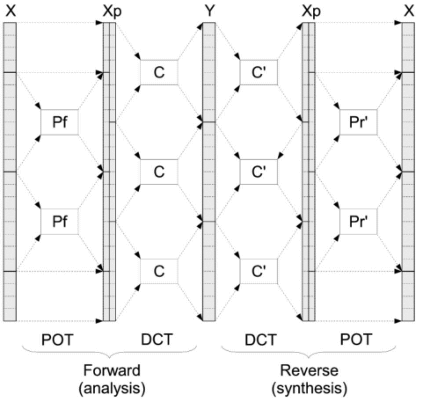 X Xp Y Xp X
C C'
Pf Pr'
C C'
Pf Pr'
C C'
POT DCT DCT POT
Forward Reverse
(analysis) (synthesis)